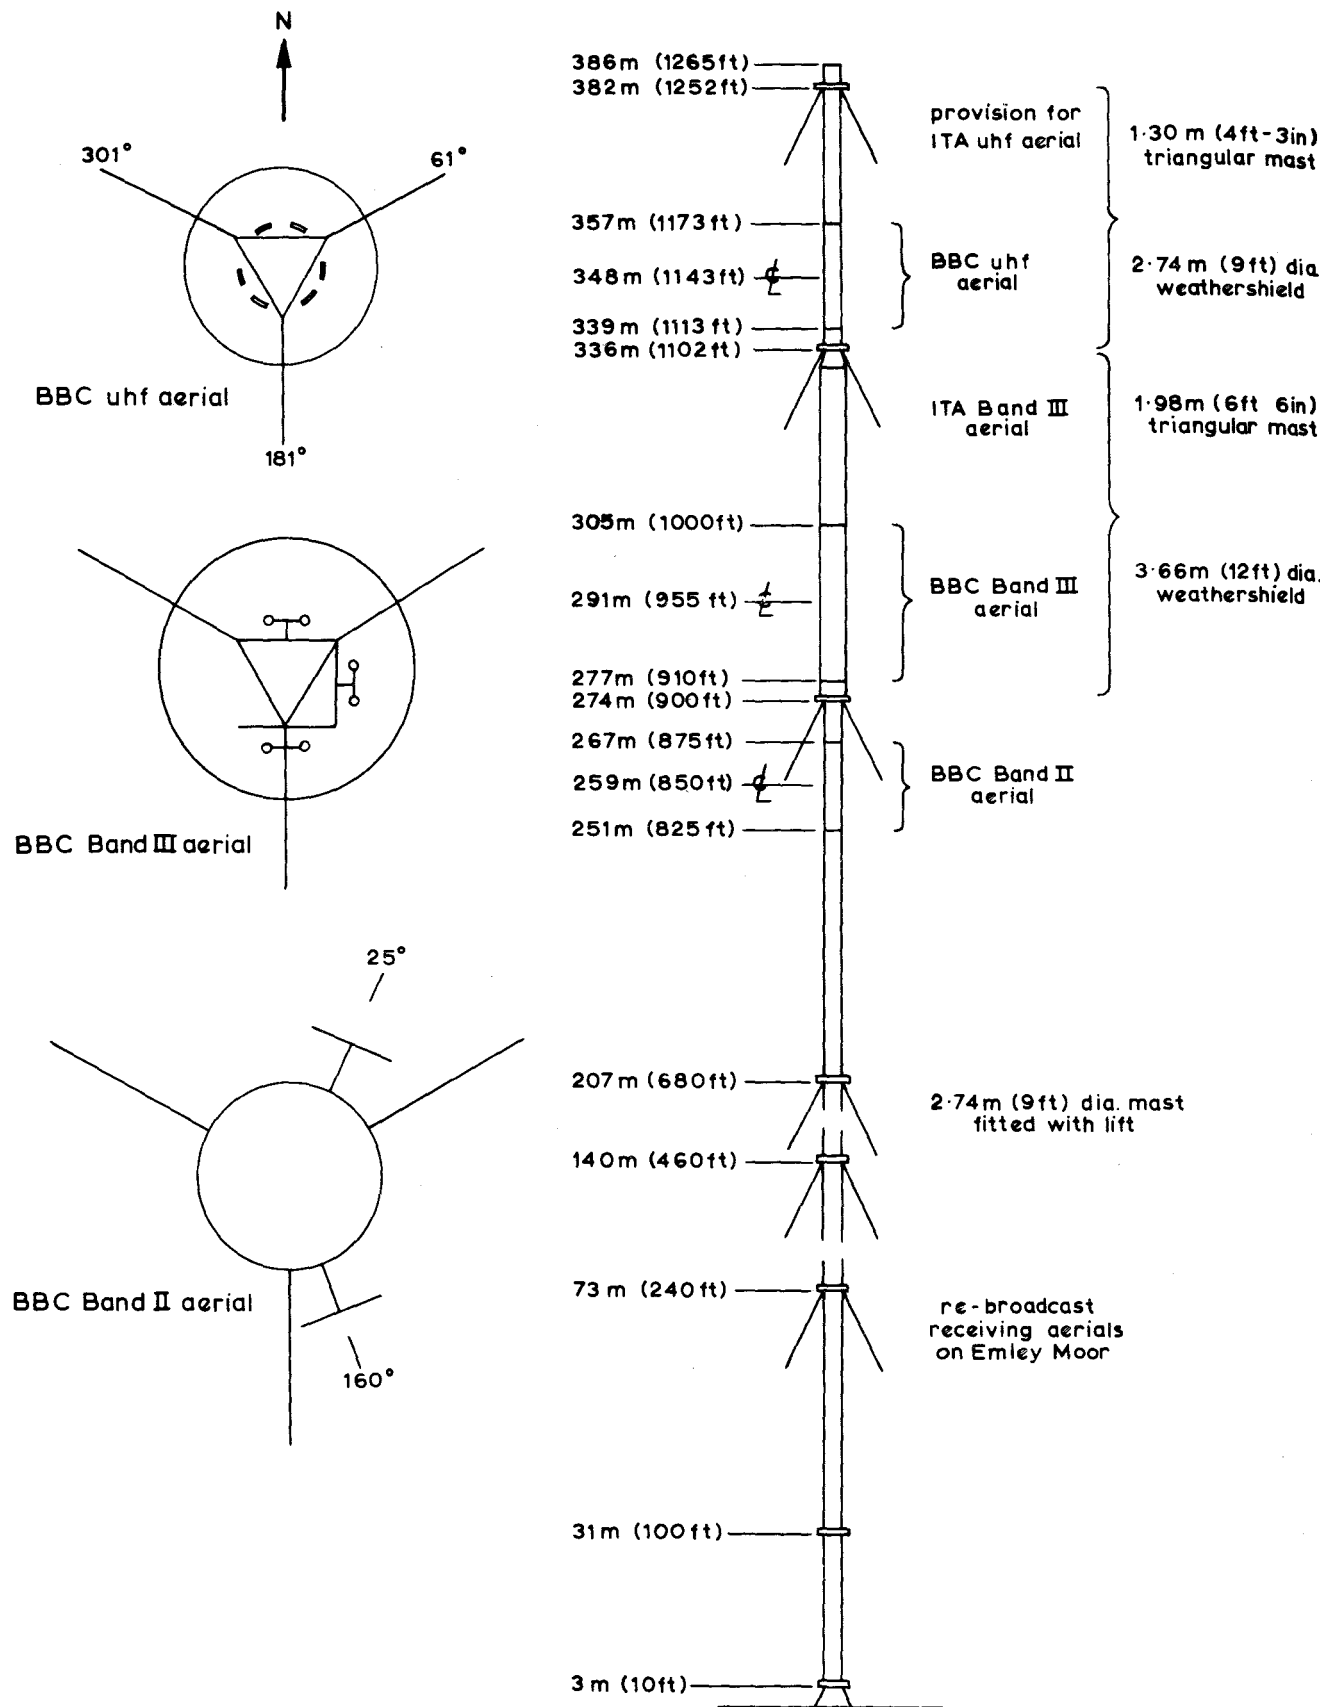 N
301°
61°
181°
BBC uhf aerial
BBC Band III aerial
25°
160°
BBC Band II aerial
386m (1265ft)
382m (1252ft)
357m (1173ft)
348m (1143ft) ℄
339m (1113ft)
336m (1102ft)
305m (1000ft)
291m (955 ft) ℄
277m (910ft)
274m (900ft)
267m (875ft)
259m (850ft) ℄
251m (825ft)
207m (680ft)
140m (460ft)
73m (240ft)
31m (100ft)
3m (10ft)
provision for
ITA uhf aerial
BBC uhf
aerial
ITA Band III
aerial
BBC Band III
aerial
BBC Band II
aerial
2·74m (9ft) dia. mast
fitted with lift
re-broadcast
receiving aerials
on Emley Moor
1·30 m (4ft-3in)
triangular mast
2·74m (9ft) dia
weathershield
1·98m (6ft 6in)
triangular mast
3·66m (12ft) dia.
weathershield